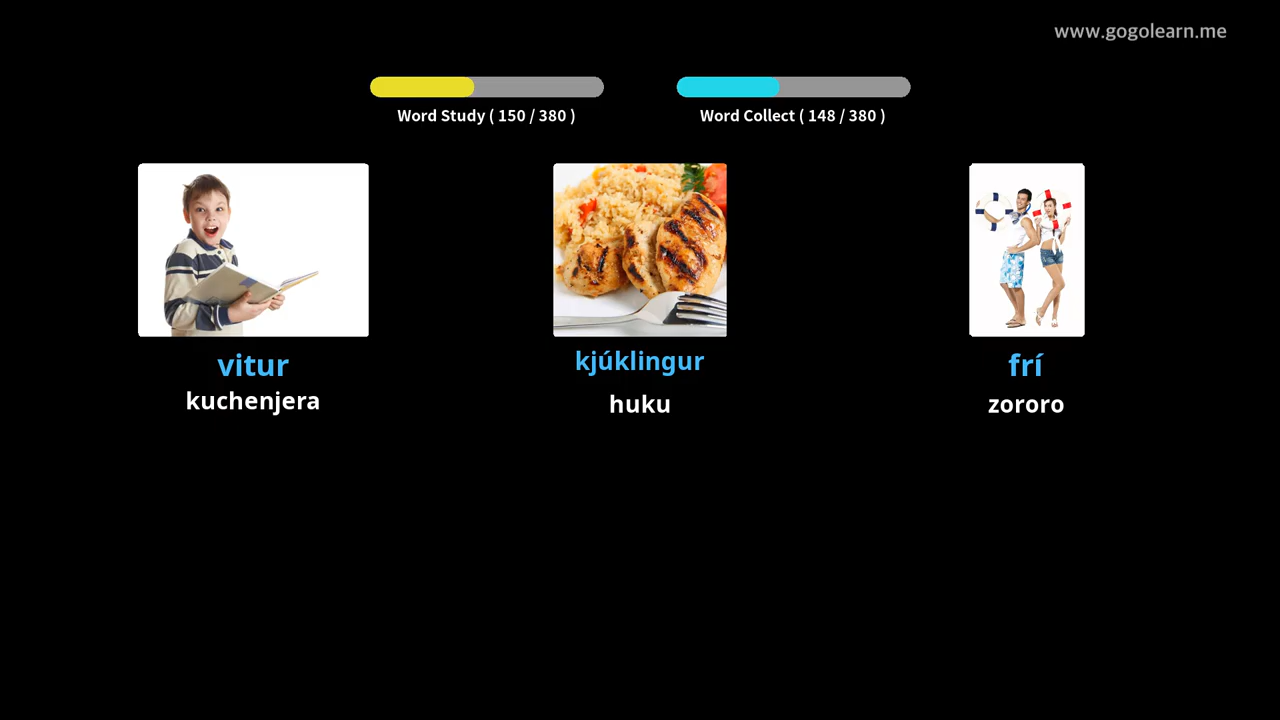 www.gogolearn.me
Word Study ( 150 / 380 )
Word Collect ( 148 / 380 )
vitur
kuchenjera
kjúklingur
huku
frí
zororo